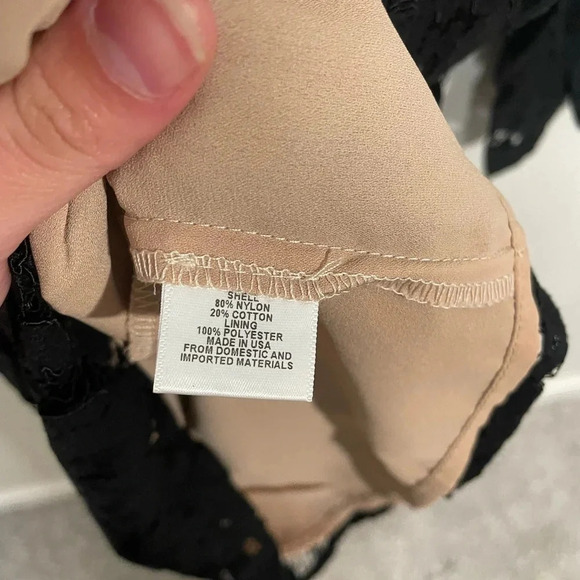 SHELL
80% NYLON
20% COTTON
LINING
100% POLYESTER
MADE IN USA
FROM DOMESTIC AND
IMPORTED MATERIALS